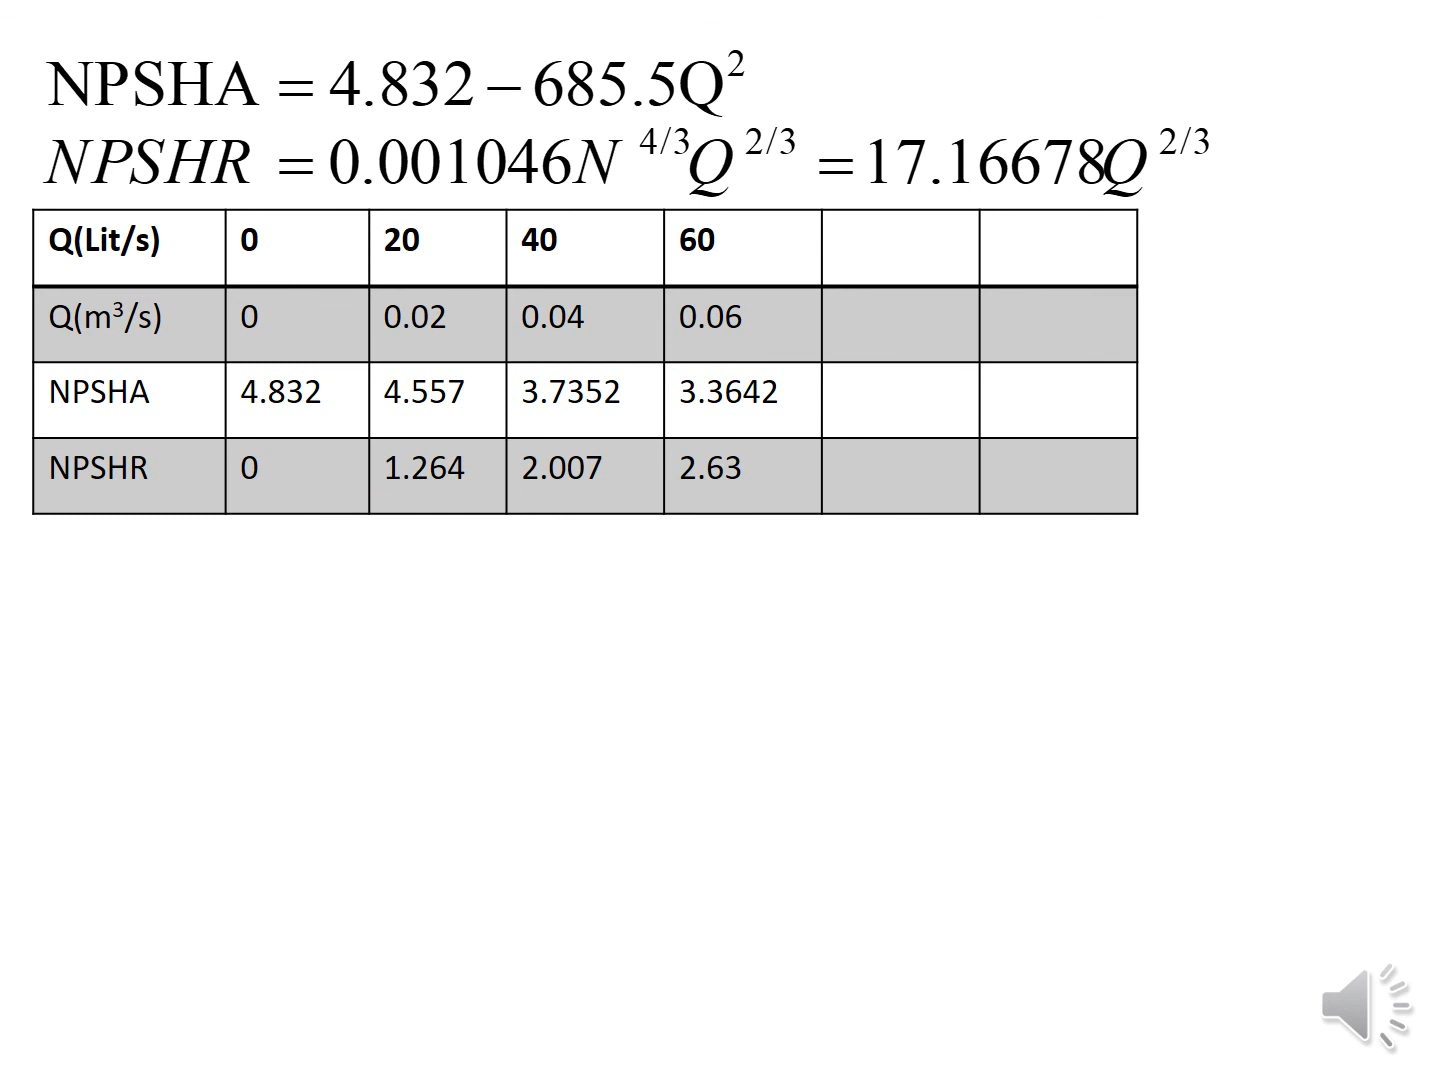 NPSHA = 4.832 – 685.5Q²
NPSHR = 0.001046N ^4/3 Q ^2/3 = 17.16678Q ^2/3
Q(Lit/s) 0 20 40 60
Q(m³/s) 0 0.02 0.04 0.06
NPSHA 4.832 4.557 3.7352 3.3642
NPSHR 0 1.264 2.007 2.63